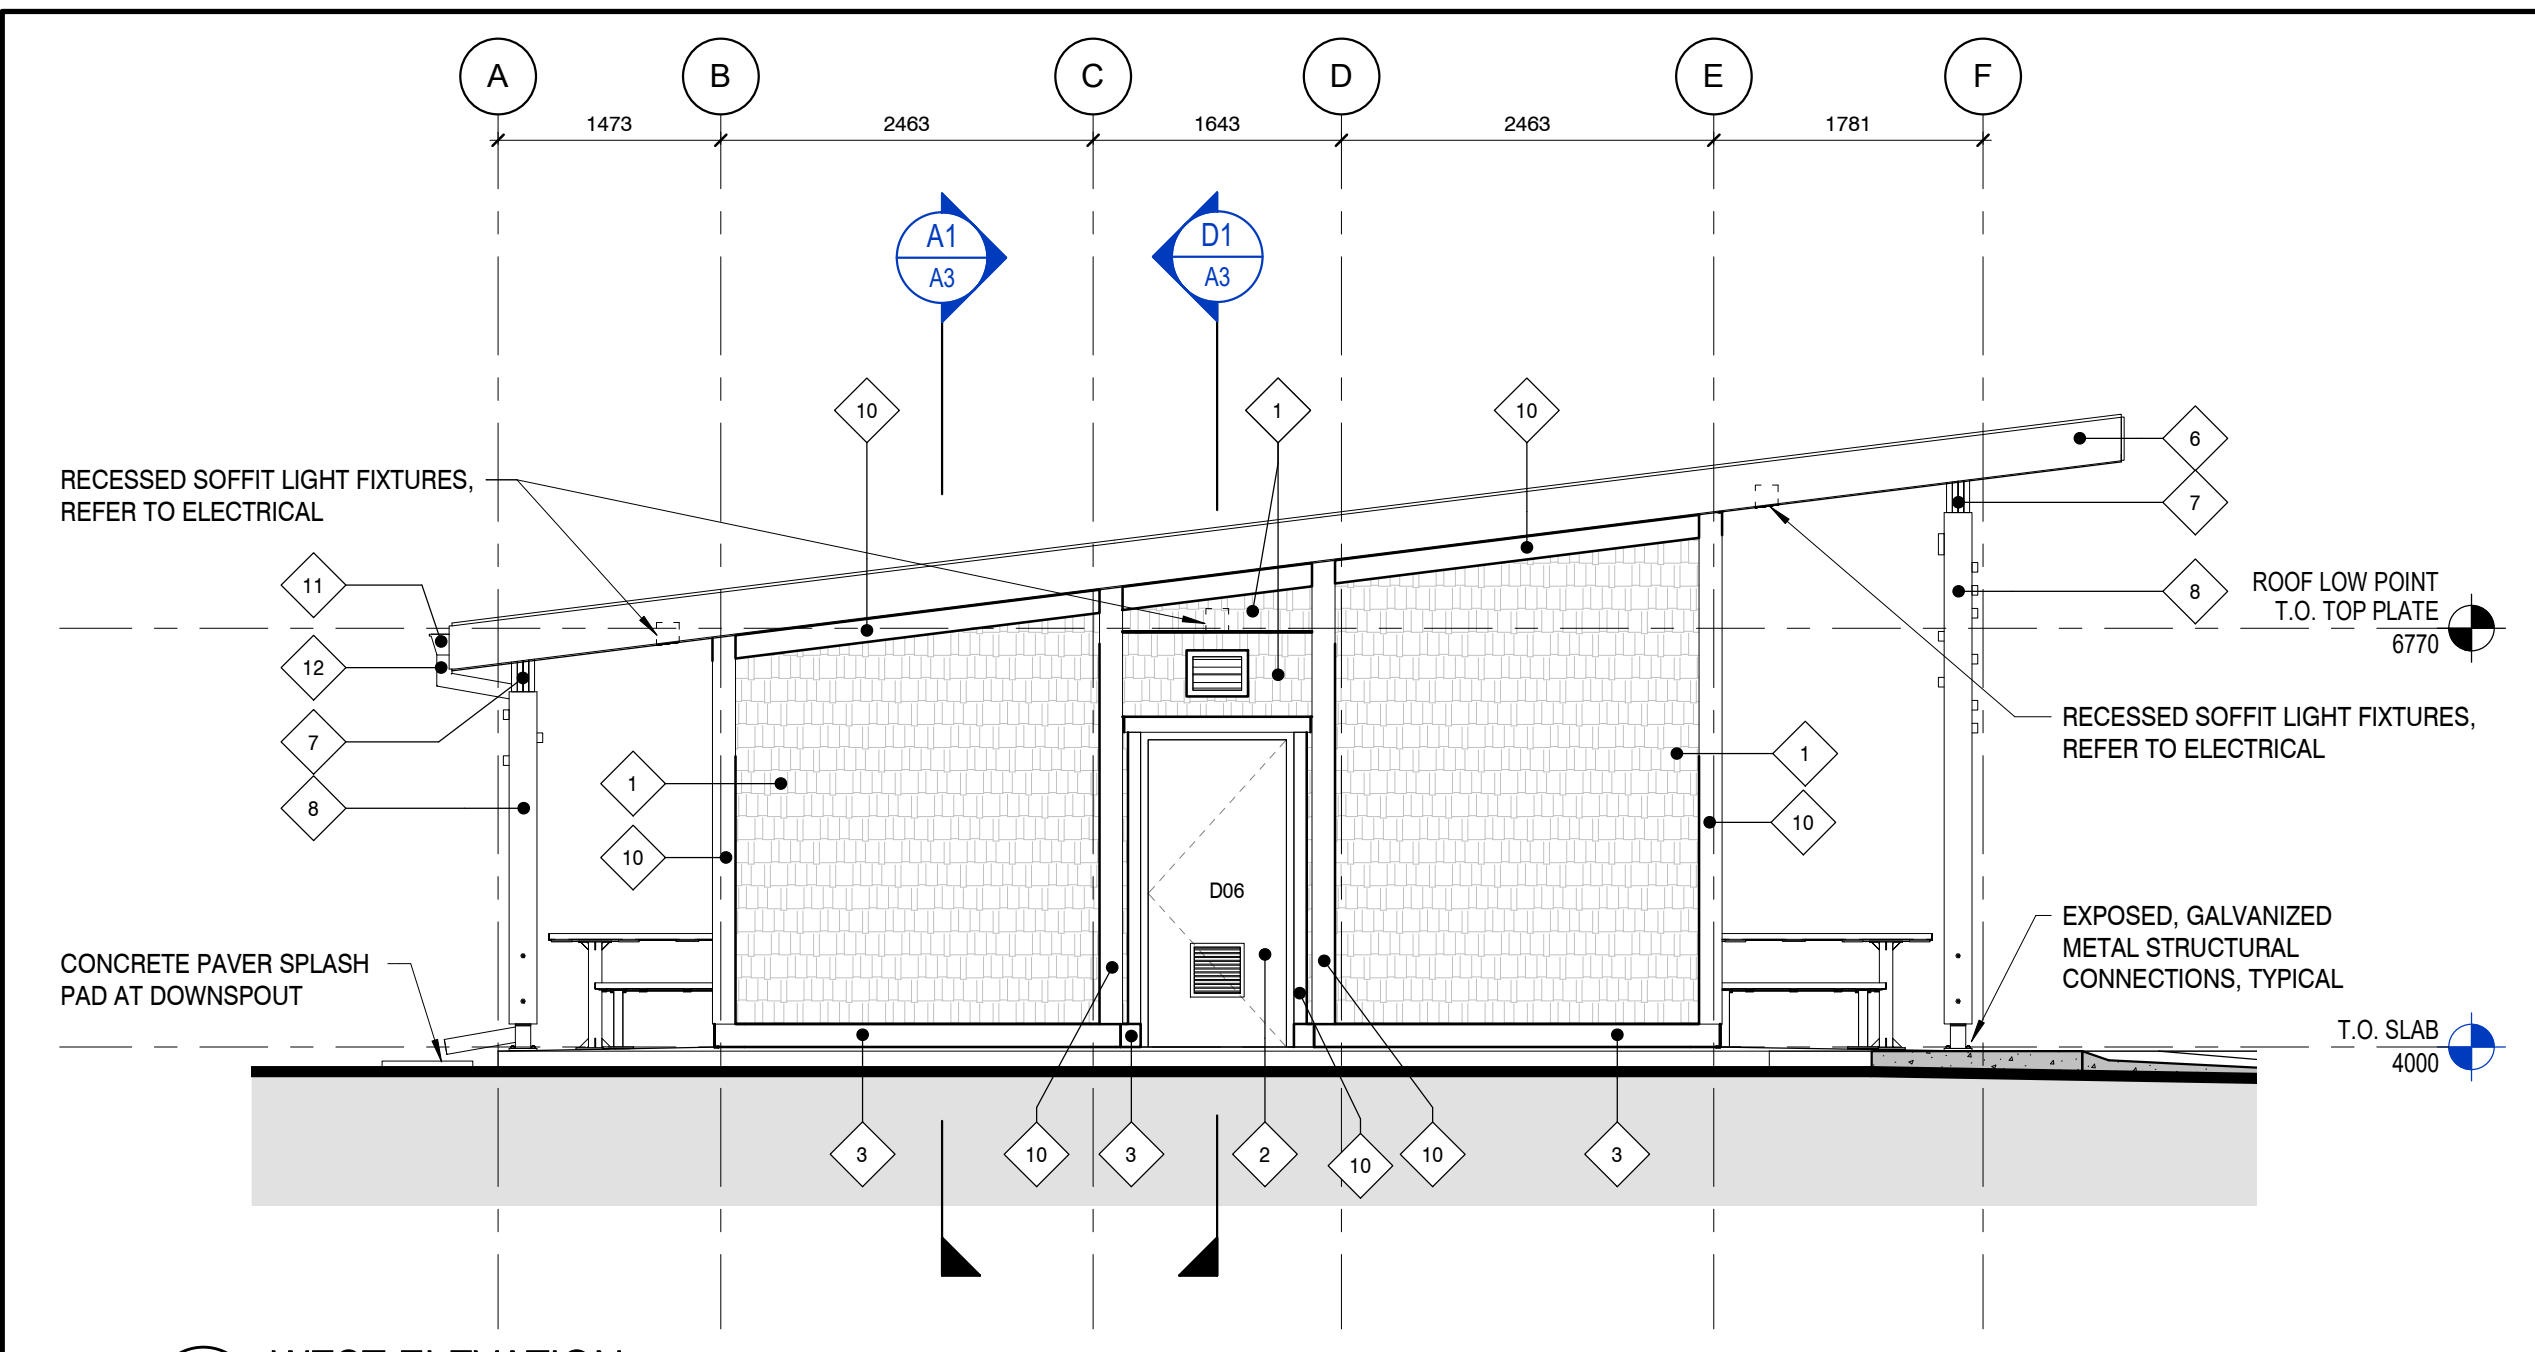 A B C D E F
1473 2463 1643 2463 1781
A1
A3
D1
A3
10 1 10
6
RECESSED SOFFIT LIGHT FIXTURES,
REFER TO ELECTRICAL
7
11
8
ROOF LOW POINT
T.O. TOP PLATE
6770
12
7
RECESSED SOFFIT LIGHT FIXTURES,
REFER TO ELECTRICAL
1
1
8
10
10
D06
EXPOSED, GALVANIZED
METAL STRUCTURAL
CONNECTIONS, TYPICAL
CONCRETE PAVER SPLASH
PAD AT DOWNSPOUT
T.O. SLAB
4000
3 10 3 2 10 10 3
WEST ELEVATION